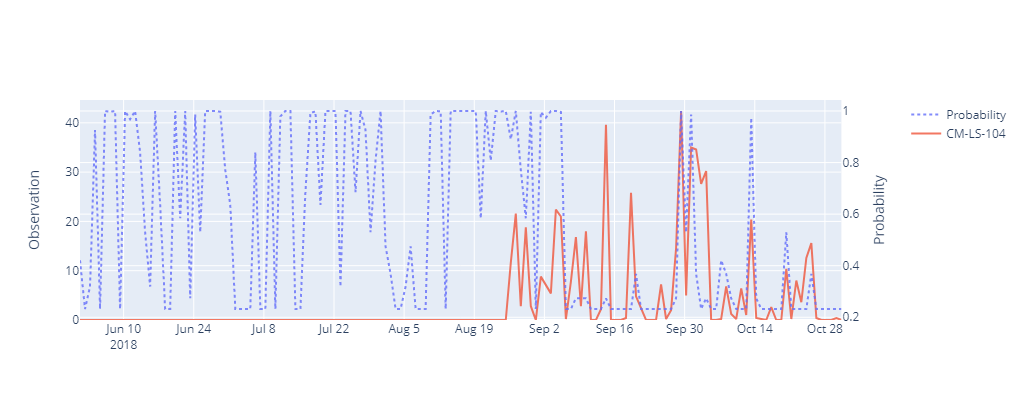 Observation
40
30
20
10
0
Jun 10
2018
Jun 24
Jul 8
Jul 22
Aug 5
Aug 19
Sep 2
Sep 16
Sep 30
Oct 14
Oct 28
1
0.8
0.6
0.4
0.2
Probability
Probability
CM-LS-104